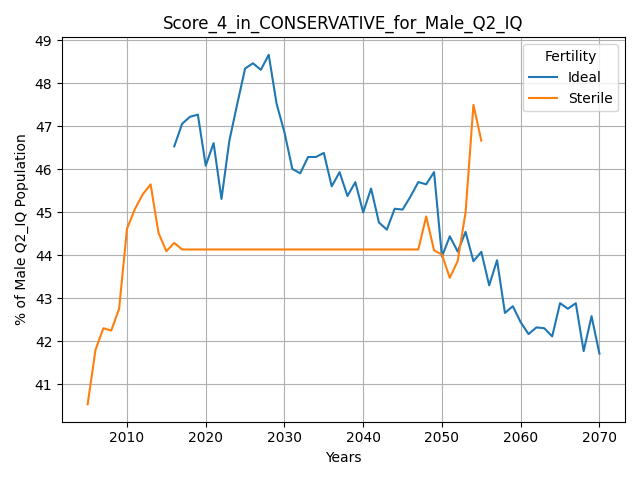 Score_4_in_CONSERVATIVE_for_Male_Q2_IQ
% of Male Q2_IQ Population
49
48
47
46
45
44
43
42
41
Fertility
Ideal
Sterile
2010 2020 2030 2040 2050 2060 2070
Years